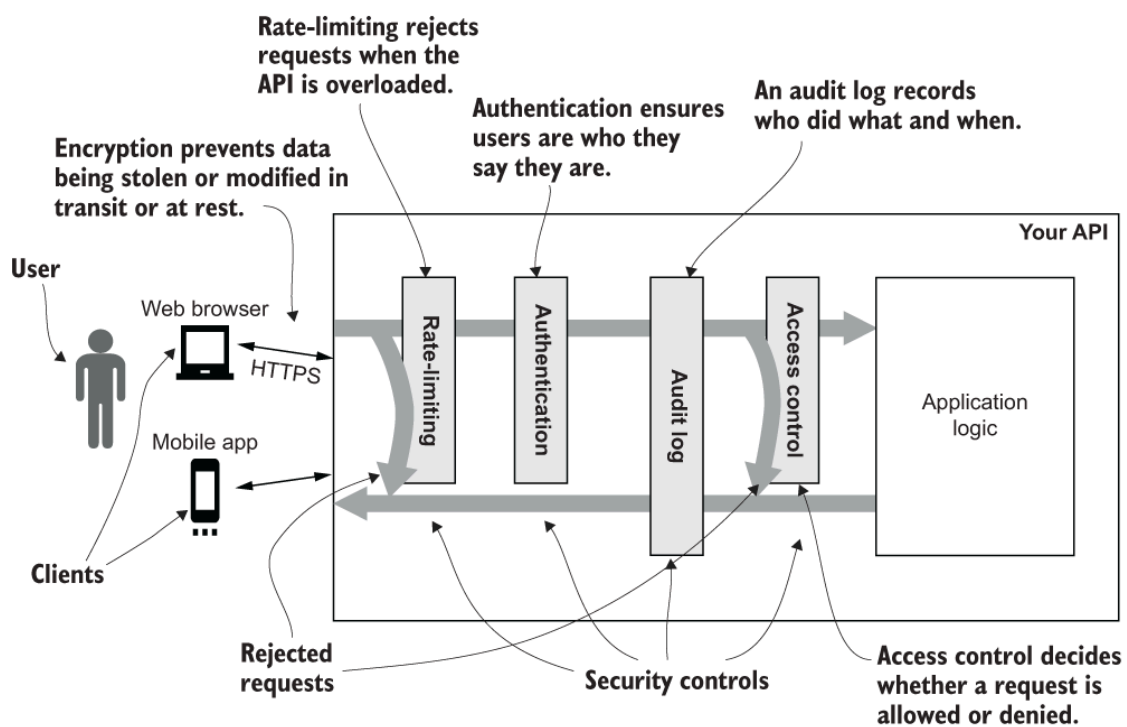 Rate-limiting rejects
requests when the
API is overloaded.
Authentication ensures
users are who they
say they are.
An audit log records
who did what and when.
Encryption prevents data
being stolen or modified in
transit or at rest.
Your API
User
Web browser
HTTPS
Mobile app
Clients
Rate-limiting
Authentication
Audit log
Access control
Application
logic
Rejected
requests
Security controls
Access control decides
whether a request is
allowed or denied.